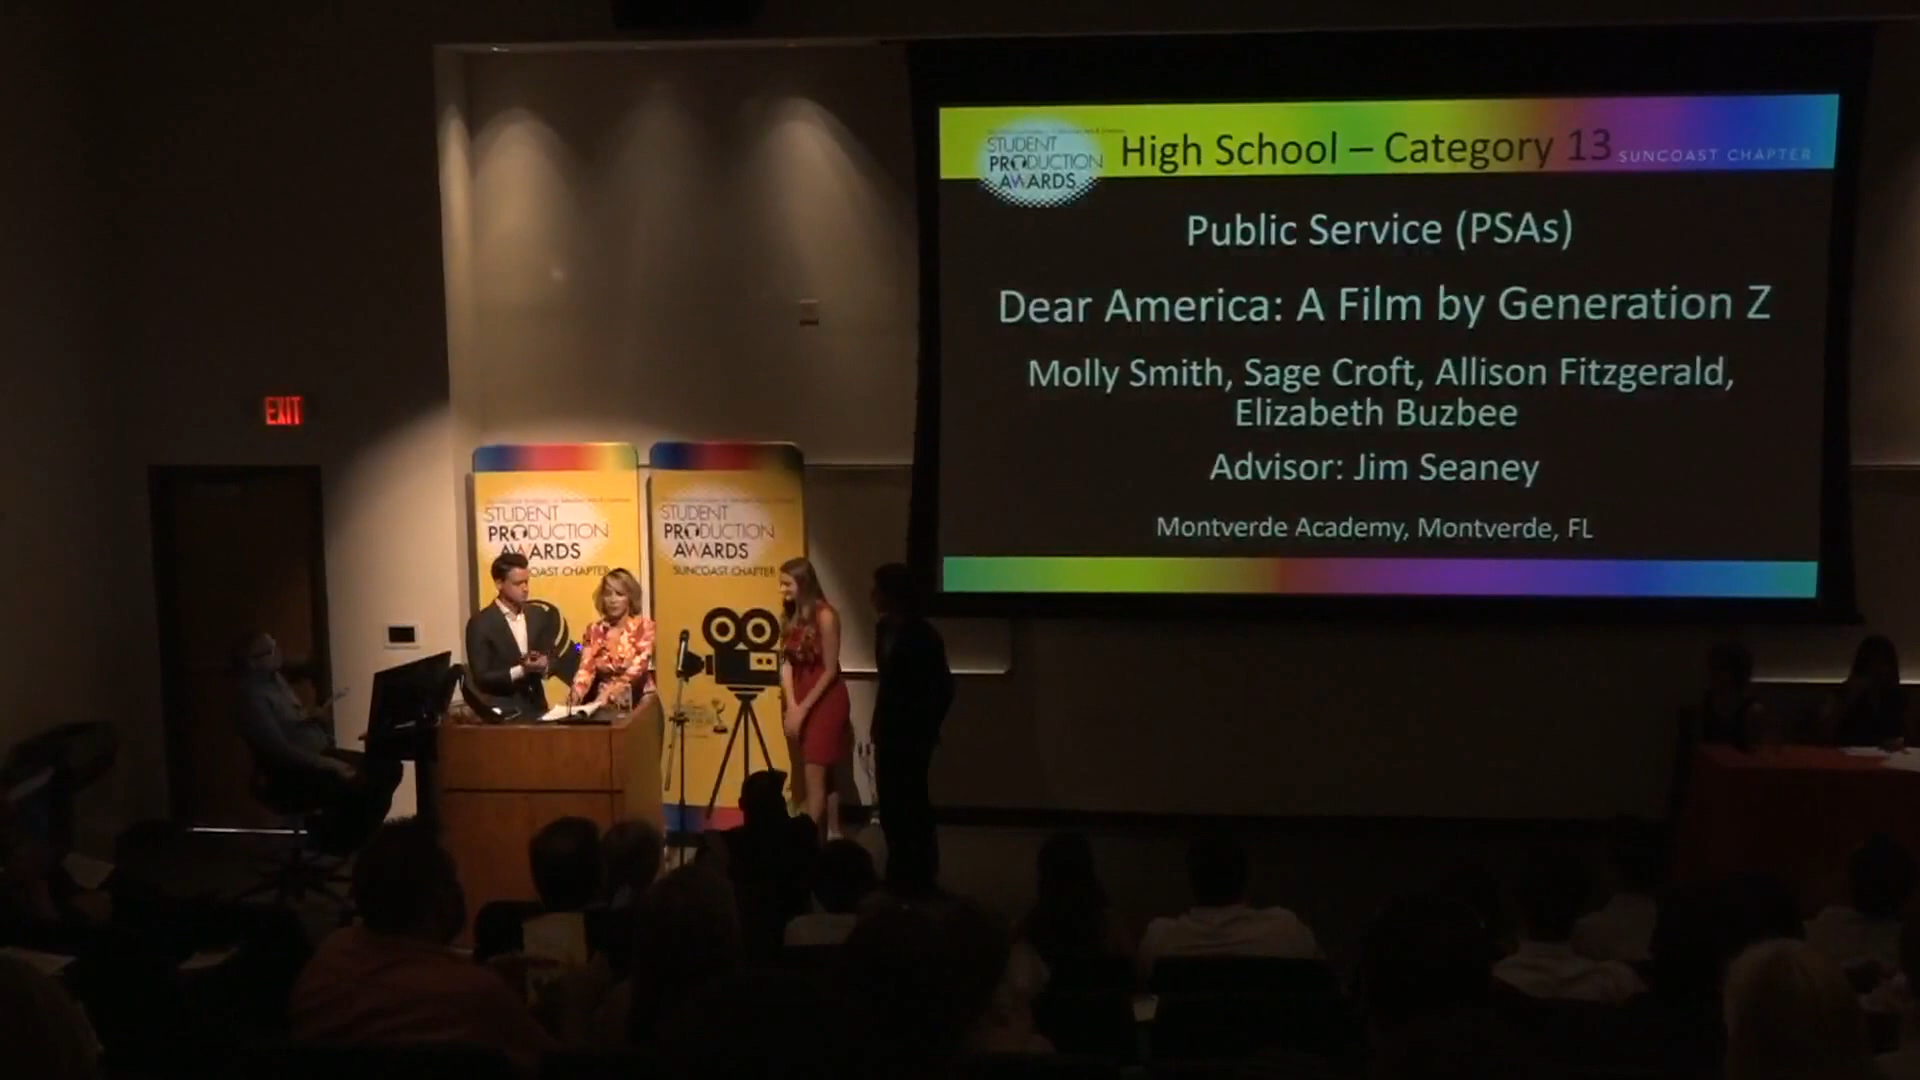 STUDENT
PRODUCTION
AWARDS
High School – Category 13
SUNCOAST CHAPTER
Public Service (PSAs)
Dear America: A Film by Generation Z
Molly Smith, Sage Croft, Allison Fitzgerald,
Elizabeth Buzbee
Advisor: Jim Seaney
Montverde Academy, Montverde, FL
EXIT
STUDENT
PRODUCTION
AWARDS
COAST CHAPTER
STUDENT
PRODUCTION
AWARDS
SUNCOAST CHAPTER